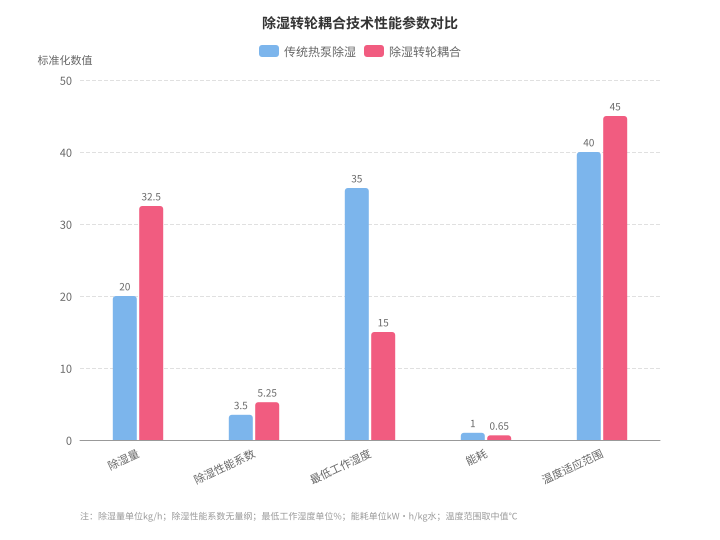 除湿转轮耦合技术性能参数对比
传统热泵除湿 除湿转轮耦合
标准化数值
50
40
30
20
10
0
20
32.5
3.5
5.25
35
15
1
0.65
40
45
除湿量
除湿性能系数
最低工作湿度
能耗
温度适应范围
注：除湿量单位kg/h；除湿性能系数无量纲；最低工作湿度单位%；能耗单位kW·h/kg水；温度范围取中值℃